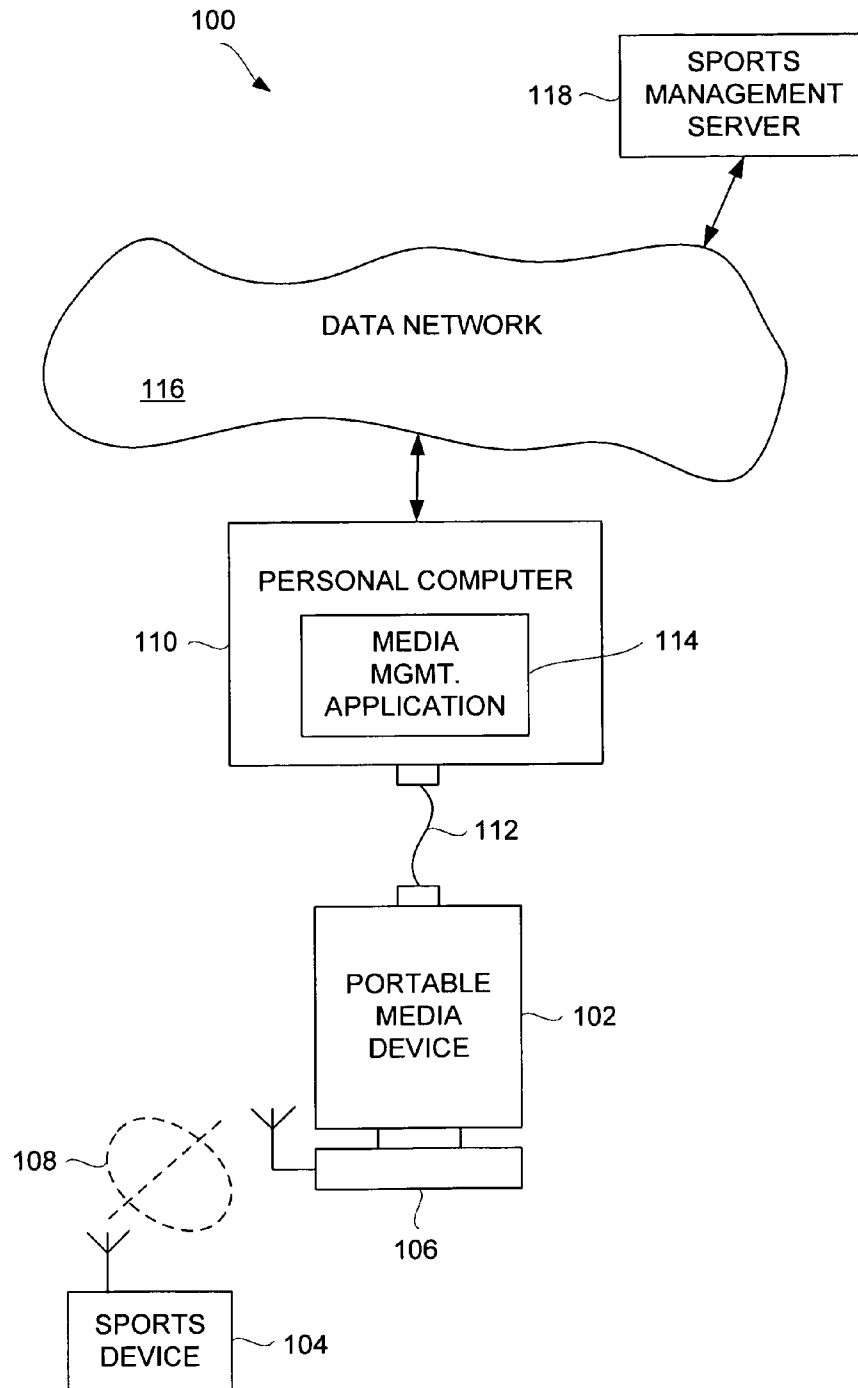 100
SPORTS
MANAGEMENT
SERVER
118
DATA NETWORK
116
PERSONAL COMPUTER
110
MEDIA
MGMT.
APPLICATION
114
112
PORTABLE
MEDIA
DEVICE
102
108
106
SPORTS
DEVICE
104